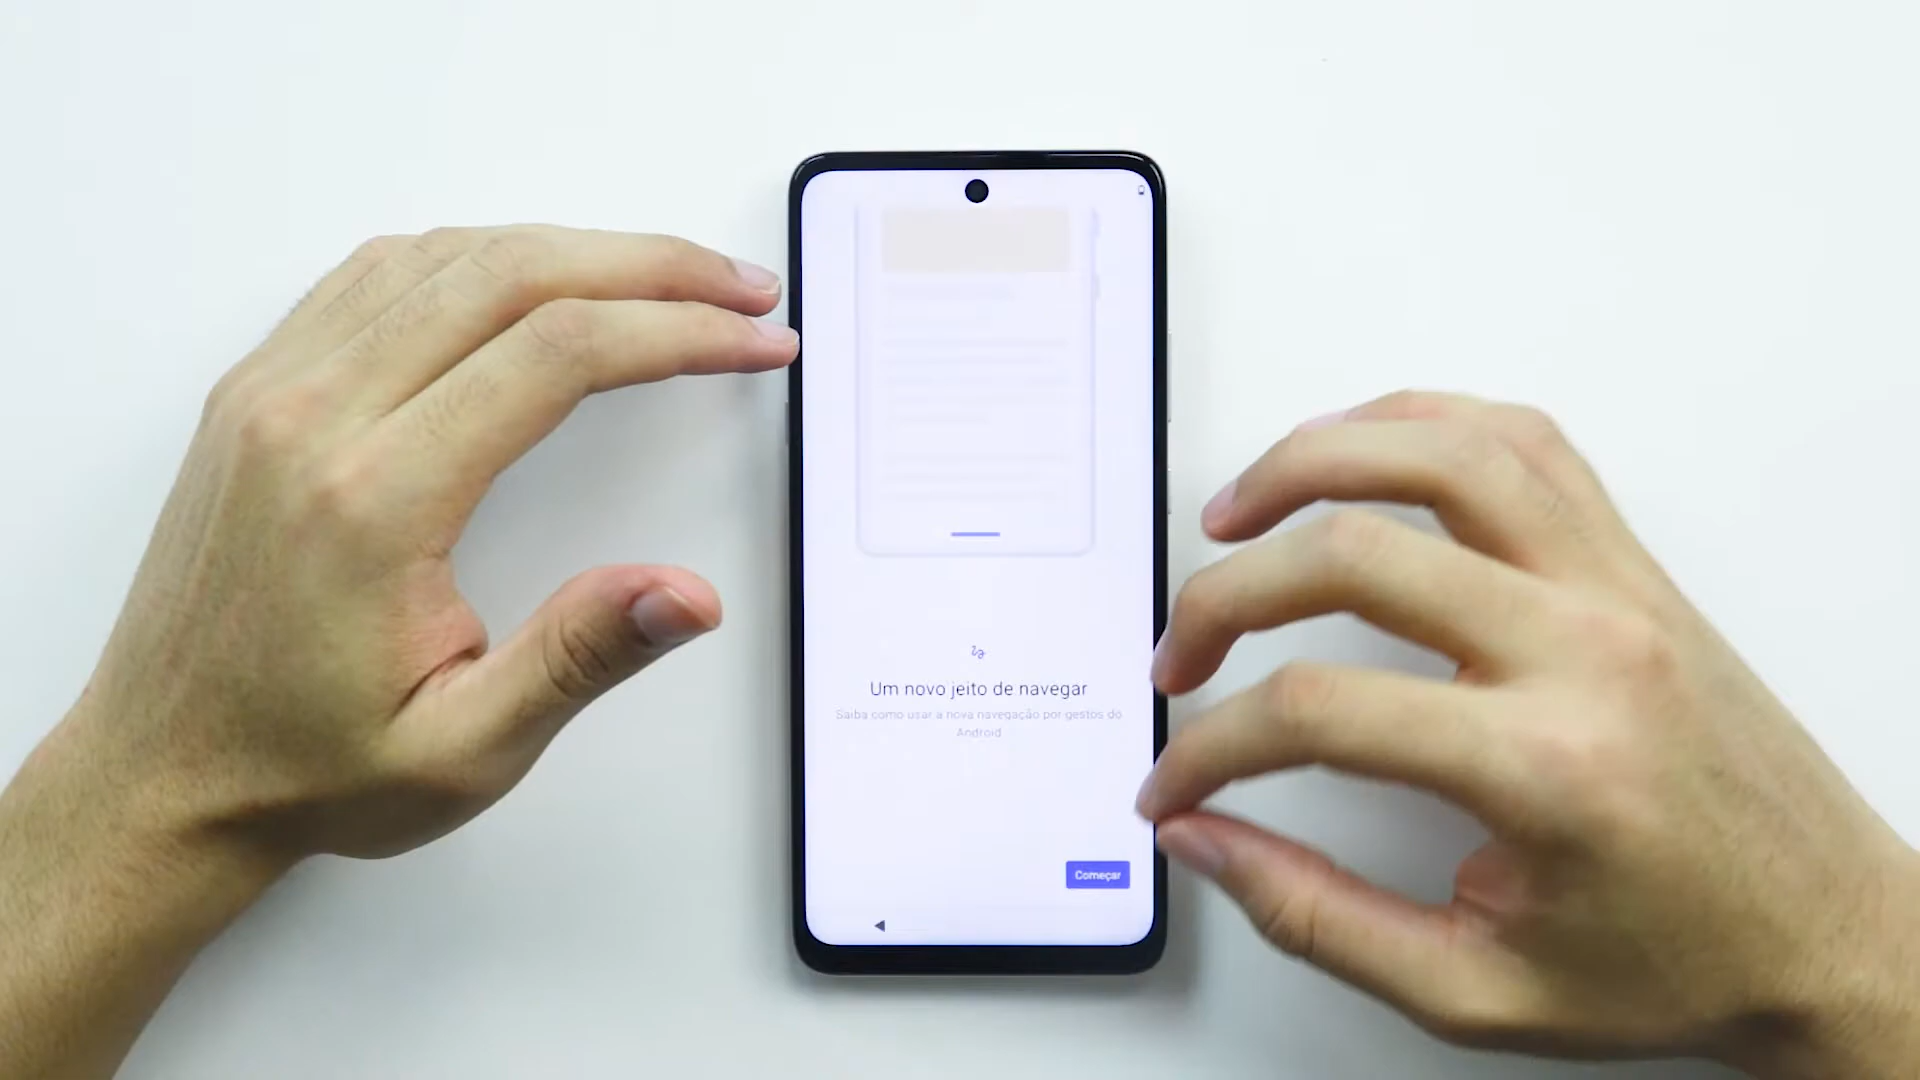 Um novo jeito de navegar
Saiba como usar a nova navegação por gestos do
Android
Começar